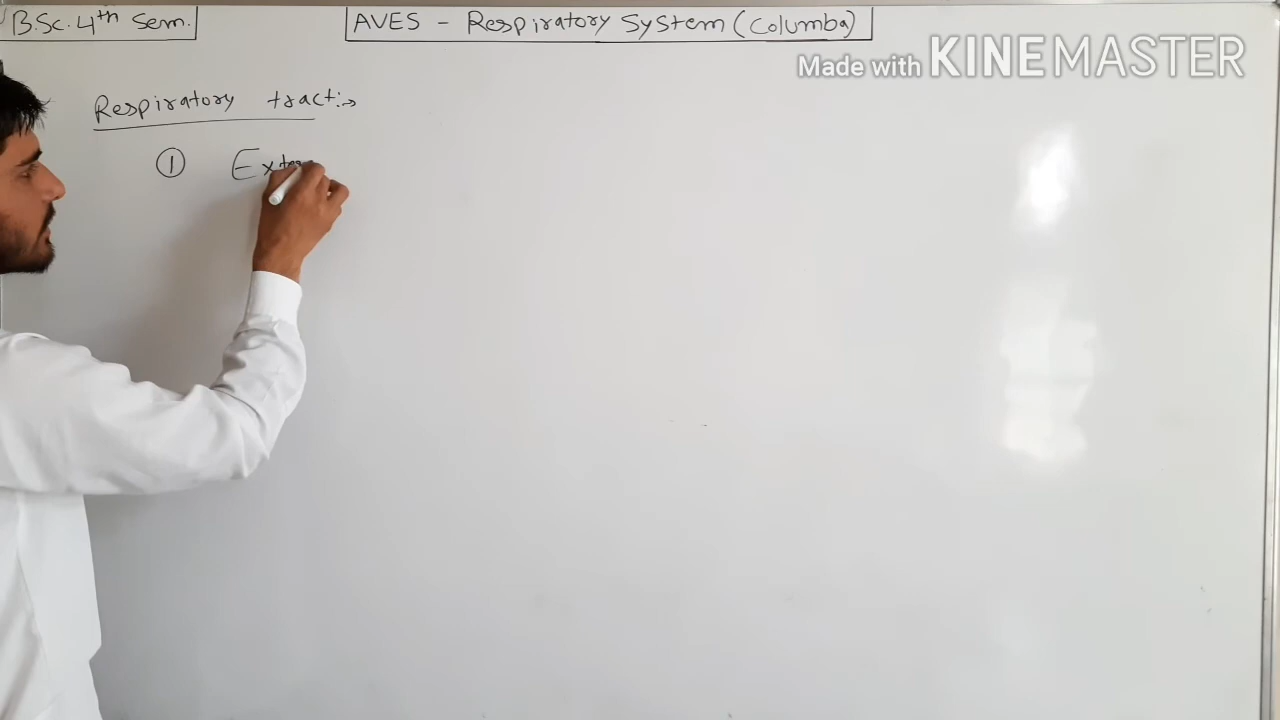 B.Sc. 4th Sem.
AVES - Respiratory System (Columba)
Made with KINEMASTER
Respiratory tract:→
①